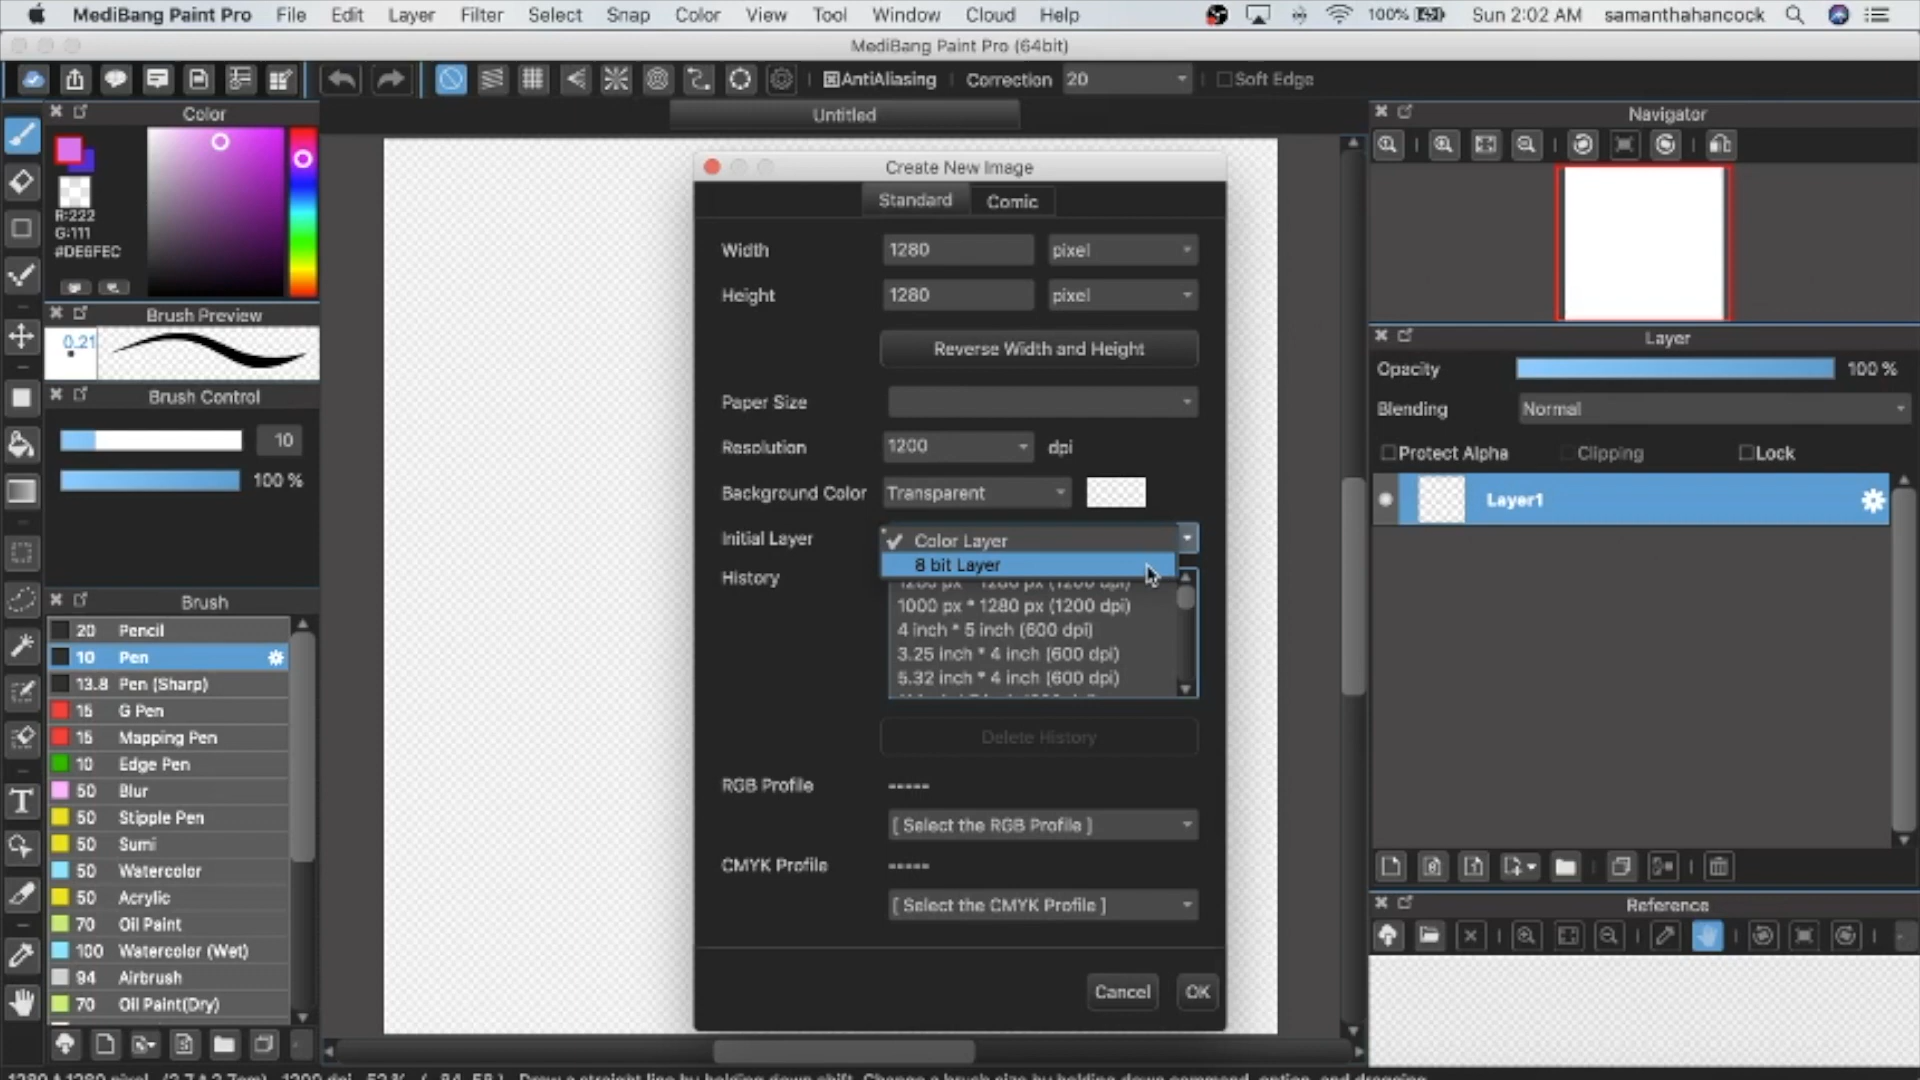 MediBang Paint Pro File Edit Layer Filter Select Snap Color View Tool Window Cloud Help 100% Sun 2:02 AM samanthahancock
MediBang Paint Pro (64bit)
AntiAliasing Correction 20 Soft Edge
Color
R:222
G:111
#DE6FEC
Brush Preview
0.21
Brush Control
10
100 %
Brush
20 Pencil
10 Pen
13.8 Pen (Sharp)
15 G Pen
15 Mapping Pen
10 Edge Pen
50 Blur
50 Stipple Pen
50 Sumi
50 Watercolor
50 Acrylic
70 Oil Paint
100 Watercolor (Wet)
94 Airbrush
70 Oil Paint(Dry)
Untitled
Create New Image
Standard Comic
Width 1280 pixel
Height 1280 pixel
Reverse Width and Height
Paper Size
Resolution 1200 dpi
Background Color Transparent
Initial Layer Color Layer
8 bit Layer
History
1000 px * 1280 px (1200 dpi)
4 inch * 5 inch (600 dpi)
3.25 inch * 4 inch (600 dpi)
5.32 inch * 4 inch (600 dpi)
Delete History
RGB Profile -----
[ Select the RGB Profile ]
CMYK Profile -----
[ Select the CMYK Profile ]
Cancel OK
Navigator
Layer
Opacity 100 %
Blending Normal
Protect Alpha Clipping Lock
Layer1
Reference